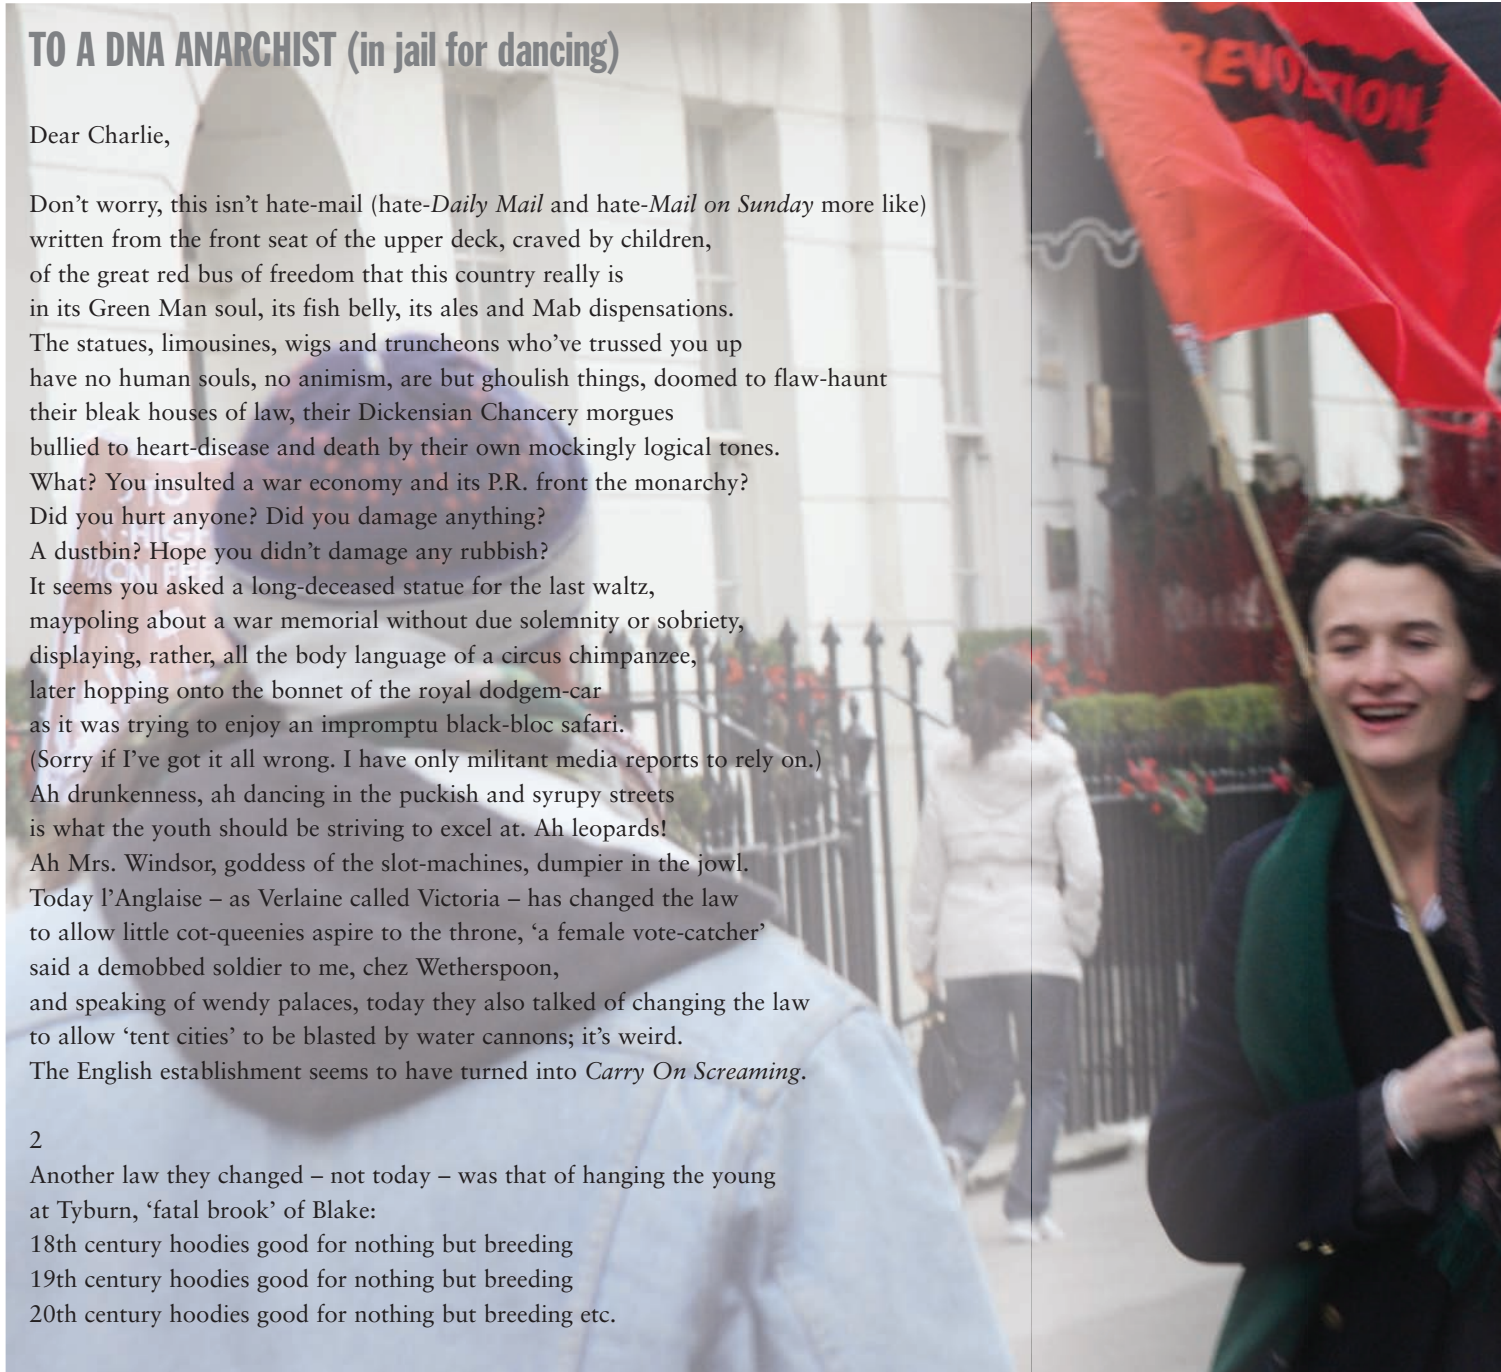 TO A DNA ANARCHIST (in jail for dancing)
Dear Charlie,
Don’t worry, this isn’t hate-mail (hate-Daily Mail and hate-Mail on Sunday more like)
written from the front seat of the upper deck, craved by children,
of the great red bus of freedom that this country really is
in its Green Man soul, its fish belly, its ales and Mab dispensations.
The statues, limousines, wigs and truncheons who’ve trussed you up
have no human souls, no animism, are but ghoulish things, doomed to flaw-haunt
their bleak houses of law, their Dickensian Chancery morgues
bullied to heart-disease and death by their own mockingly logical tones.
What? You insulted a war economy and its P.R. front the monarchy?
Did you hurt anyone? Did you damage anything?
A dustbin? Hope you didn’t damage any rubbish?
It seems you asked a long-deceased statue for the last waltz,
maypoling about a war memorial without due solemnity or sobriety,
displaying, rather, all the body language of a circus chimpanzee,
later hopping onto the bonnet of the royal dodgem-car
as it was trying to enjoy an impromptu black-bloc safari.
(Sorry if I’ve got it all wrong. I have only militant media reports to rely on.)
Ah drunkenness, ah dancing in the puckish and syrupy streets
is what the youth should be striving to excel at. Ah leopards!
Ah Mrs. Windsor, goddess of the slot-machines, dumpier in the jowl.
Today l’Anglaise – as Verlaine called Victoria – has changed the law
to allow little cot-queenies aspire to the throne, ‘a female vote-catcher’
said a demobbed soldier to me, chez Wetherspoon,
and speaking of wendy palaces, today they also talked of changing the law
to allow ‘tent cities’ to be blasted by water cannons; it’s weird.
The English establishment seems to have turned into Carry On Screaming.
2
Another law they changed – not today – was that of hanging the young
at Tyburn, ‘fatal brook’ of Blake:
18th century hoodies good for nothing but breeding
19th century hoodies good for nothing but breeding
20th century hoodies good for nothing but breeding etc.
REVOLUTION
TO
HIGH